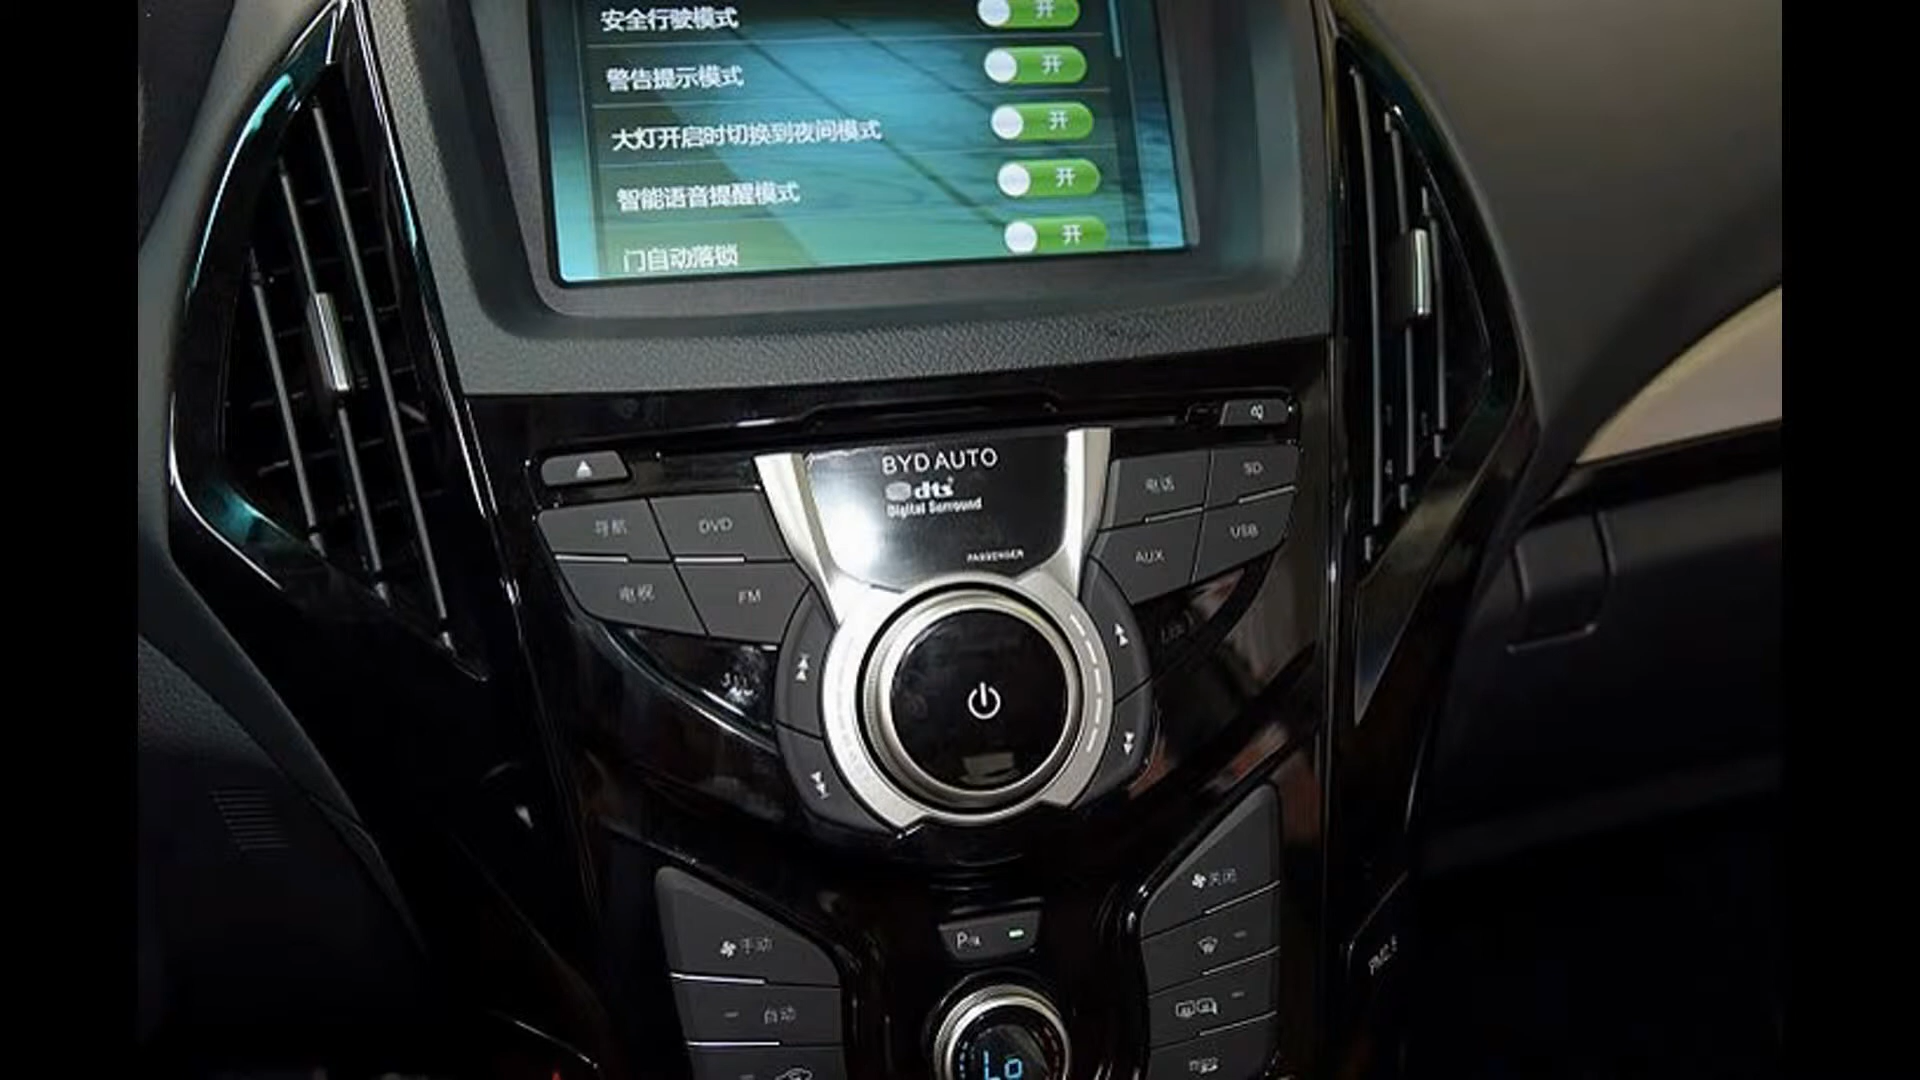 安全行驶模式 开
警告提示模式 开
大灯开启时切换到夜间模式 开
智能语音提醒模式 开
门自动落锁 开
BYD AUTO
dts
Digital Surround
PASSENGER
导航 DVD
电视 FM
电话 SD
AUX USB
关闭
手动
自动
Lo
PM2.5